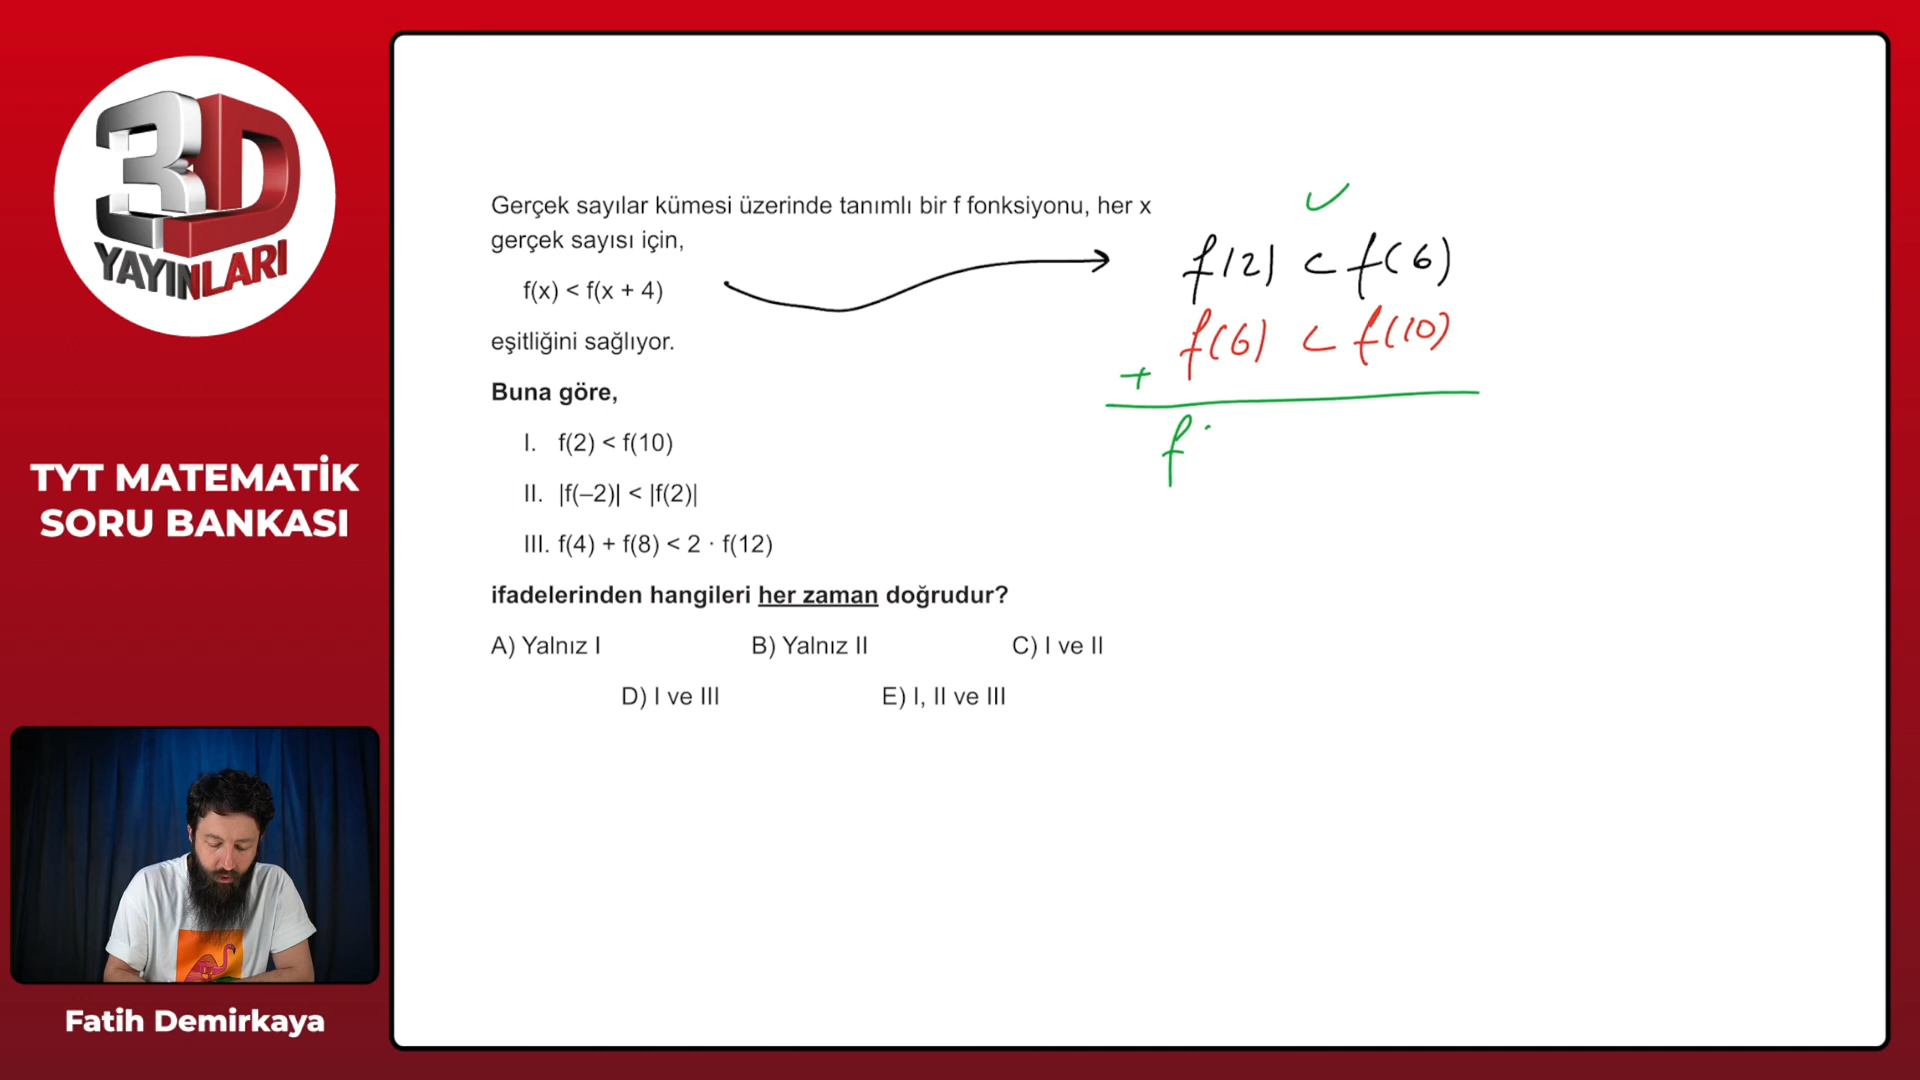 3D
YAYINLARI
TYT MATEMATİK
SORU BANKASI
Fatih Demirkaya
Gerçek sayılar kümesi üzerinde tanımlı bir f fonksiyonu, her x
gerçek sayısı için,
f(x) < f(x + 4)
eşitliğini sağlıyor.
Buna göre,
I. f(2) < f(10)
II. |f(–2)| < |f(2)|
III. f(4) + f(8) < 2 · f(12)
ifadelerinden hangileri her zaman doğrudur?
A) Yalnız I B) Yalnız II C) I ve II
D) I ve III E) I, II ve III
f(2) < f(6)
f(6) < f(10)
+
f